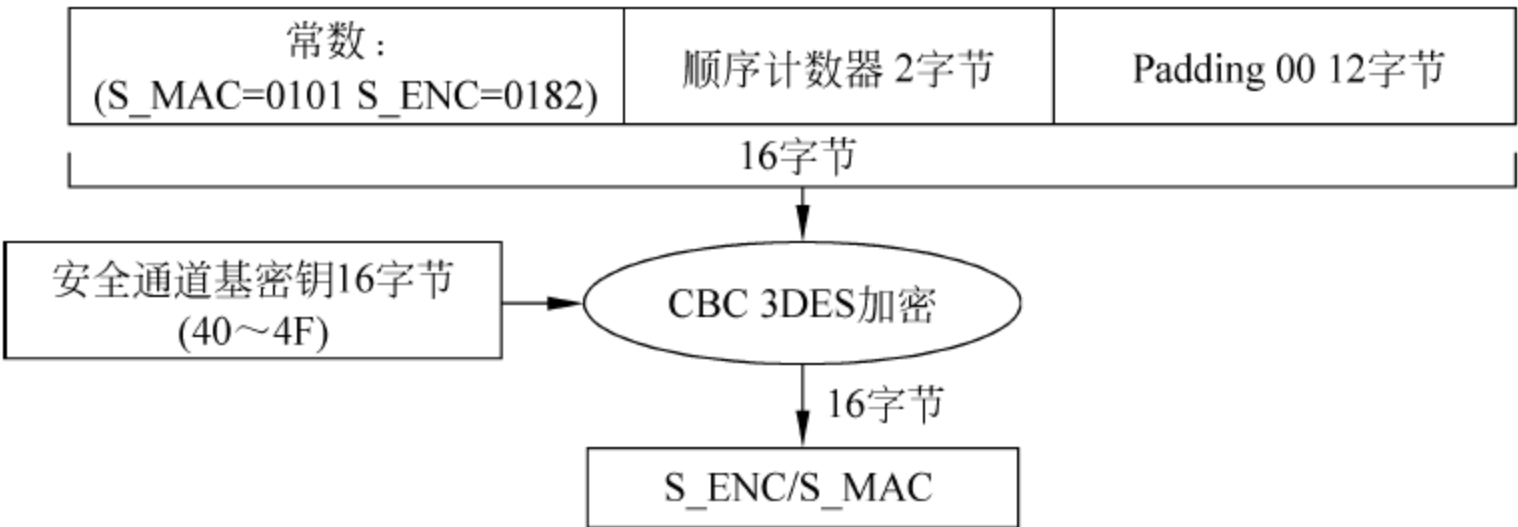 常数：
(S_MAC=0101 S_ENC=0182)
顺序计数器 2字节
Padding 00 12字节
16字节
安全通道基密钥16字节
(40～4F)
CBC 3DES加密
16字节
S_ENC/S_MAC